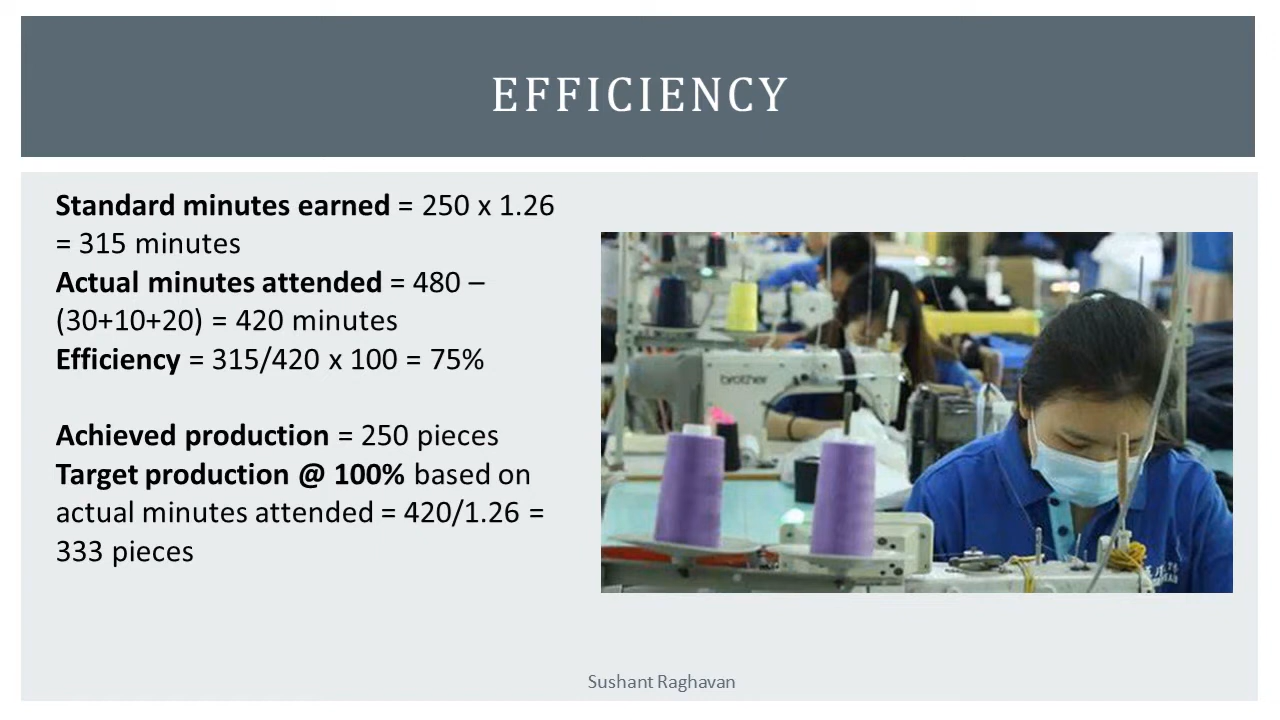 EFFICIENCY
Standard minutes earned = 250 x 1.26
= 315 minutes
Actual minutes attended = 480 –
(30+10+20) = 420 minutes
Efficiency = 315/420 x 100 = 75%
Achieved production = 250 pieces
Target production @ 100% based on
actual minutes attended = 420/1.26 =
333 pieces
brother
Sushant Raghavan